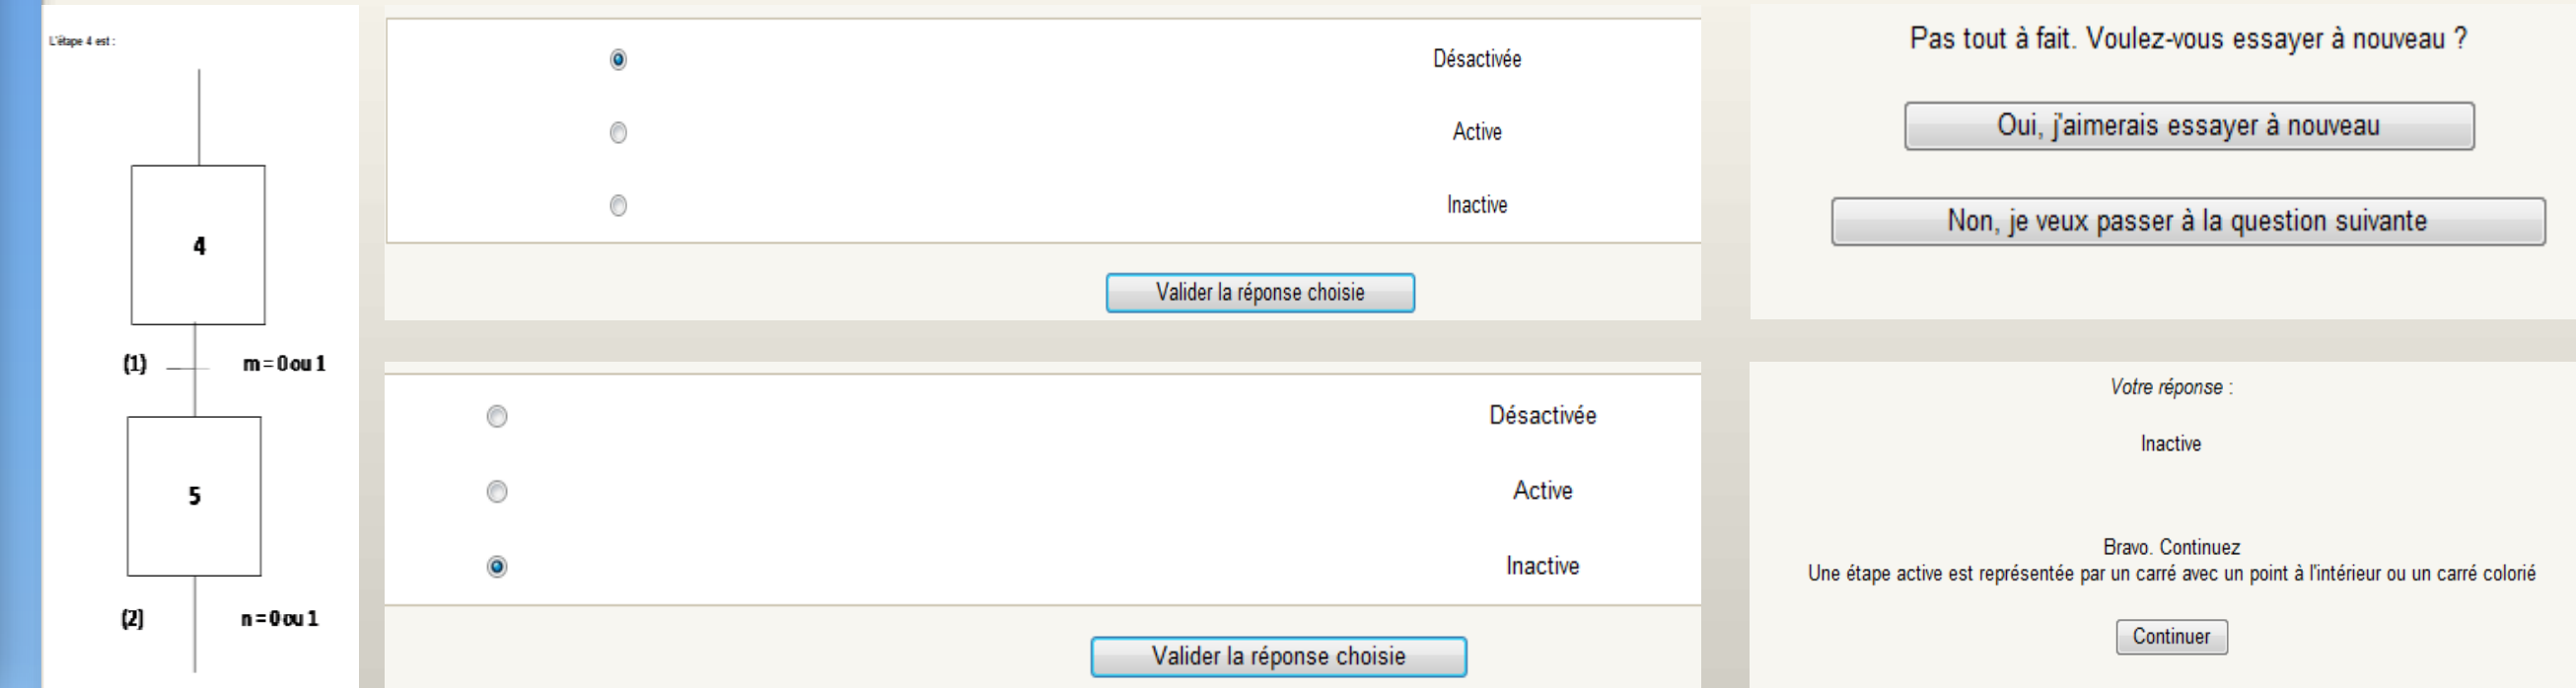 L'étape 4 est :
4
(1) m = 0 ou 1
5
(2) n = 0 ou 1
Désactivée
Active
Inactive
Valider la réponse choisie
Pas tout à fait. Voulez-vous essayer à nouveau ?
Oui, j'aimerais essayer à nouveau
Non, je veux passer à la question suivante
Désactivée
Active
Inactive
Valider la réponse choisie
Votre réponse :
Inactive
Bravo. Continuez
Une étape active est représentée par un carré avec un point à l'intérieur ou un carré colorié
Continuer